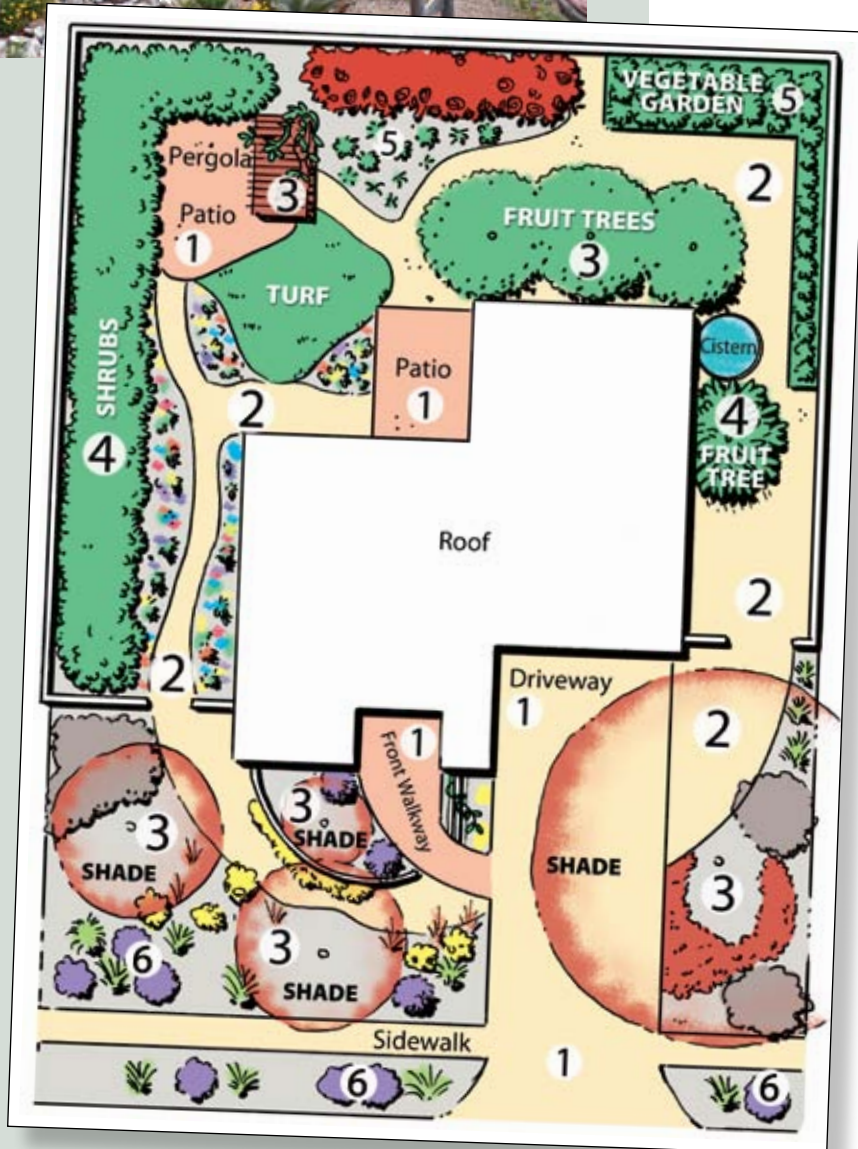 VEGETABLE
GARDEN 5
5
2
Pergola
3
Patio
1
FRUIT TREES
3
TURF
SHRUBS
4
Patio
1
2
Cistern
4
FRUIT
TREE
Roof
2
2
Driveway
1
1
Front Walkway
2
3
SHADE
3
SHADE
SHADE
3
3
SHADE
6
Sidewalk
1
6
6